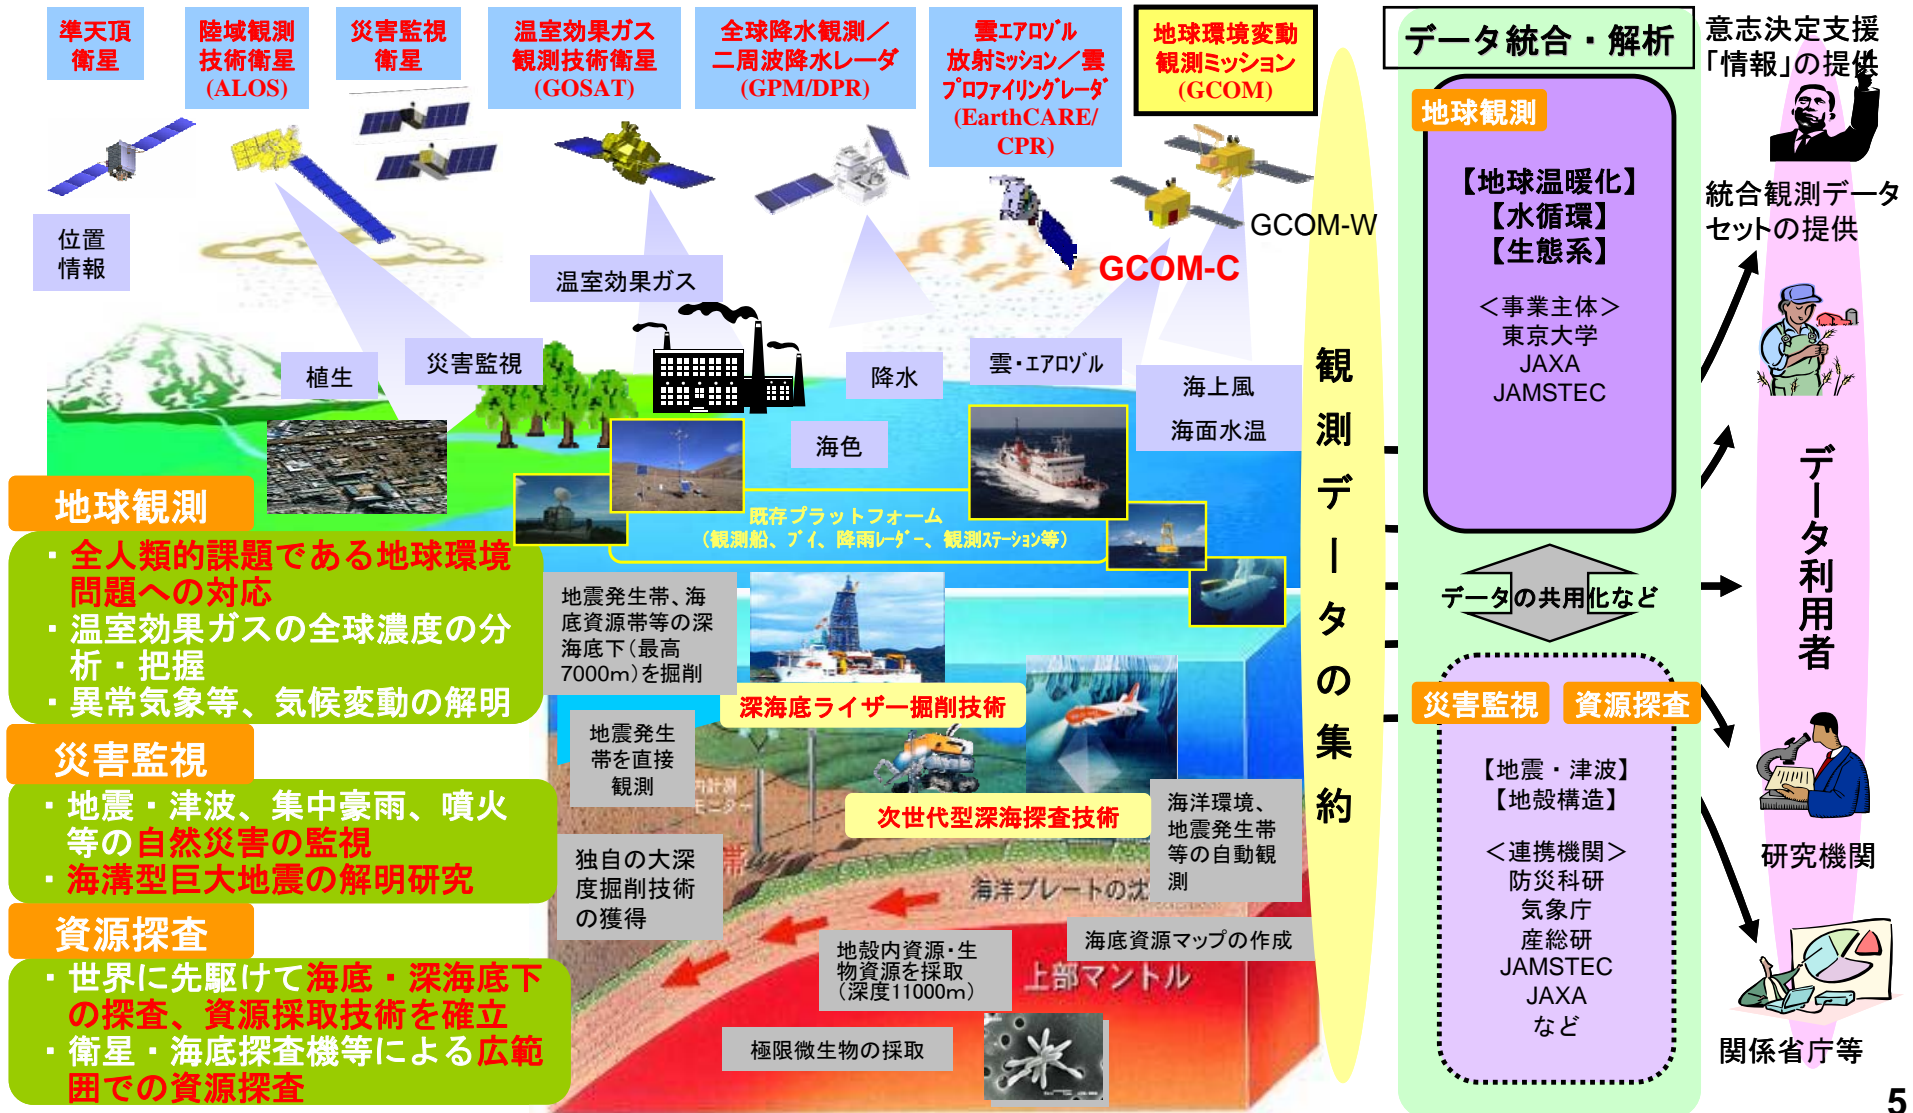 準天頂
衛星
陸域観測
技術衛星
(ALOS)
災害監視
衛星
温室効果ガス
観測技術衛星
(GOSAT)
全球降水観測／
二周波降水レーダ
(GPM/DPR)
雲エアロゾル
放射ミッション／雲
プロファイリングレーダ
(EarthCARE/
CPR)
地球環境変動
観測ミッション
(GCOM)
GCOM-W
GCOM-C
位置
情報
温室効果ガス
植生
災害監視
降水
雲・エアロゾル
海色
海上風
海面水温
既存プラットフォーム
（観測船、ブイ、降雨レーダー、観測ステーション等）
地球観測
・全人類的課題である地球環境
問題への対応
・温室効果ガスの全球濃度の分
析・把握
・異常気象等、気候変動の解明
災害監視
・地震・津波、集中豪雨、噴火
等の自然災害の監視
・海溝型巨大地震の解明研究
資源探査
・世界に先駆けて海底・深海底下
の探査、資源採取技術を確立
・衛星・海底探査機等による広範
囲での資源探査
地震発生帯、海
底資源帯等の深
海底下（最高
7000m）を掘削
深海底ライザー掘削技術
地震発生
帯を直接
観測
計測
モニター
次世代型深海探査技術
海洋環境、
地震発生帯
等の自動観
測
独自の大深
度掘削技術
の獲得
帯
海洋プレートの沈
海底資源マップの作成
地殻内資源・生
物資源を採取
（深度11000m）
上部マントル
極限微生物の採取
観測データの集約
データ統合・解析
地球観測
【地球温暖化】
【水循環】
【生態系】
＜事業主体＞
東京大学
JAXA
JAMSTEC
データの共用化など
災害監視
資源探査
【地震・津波】
【地殻構造】
＜連携機関＞
防災科研
気象庁
産総研
JAMSTEC
JAXA
など
意志決定支援
「情報」の提供
統合観測データ
セットの提供
データ利用者
研究機関
関係省庁等
5